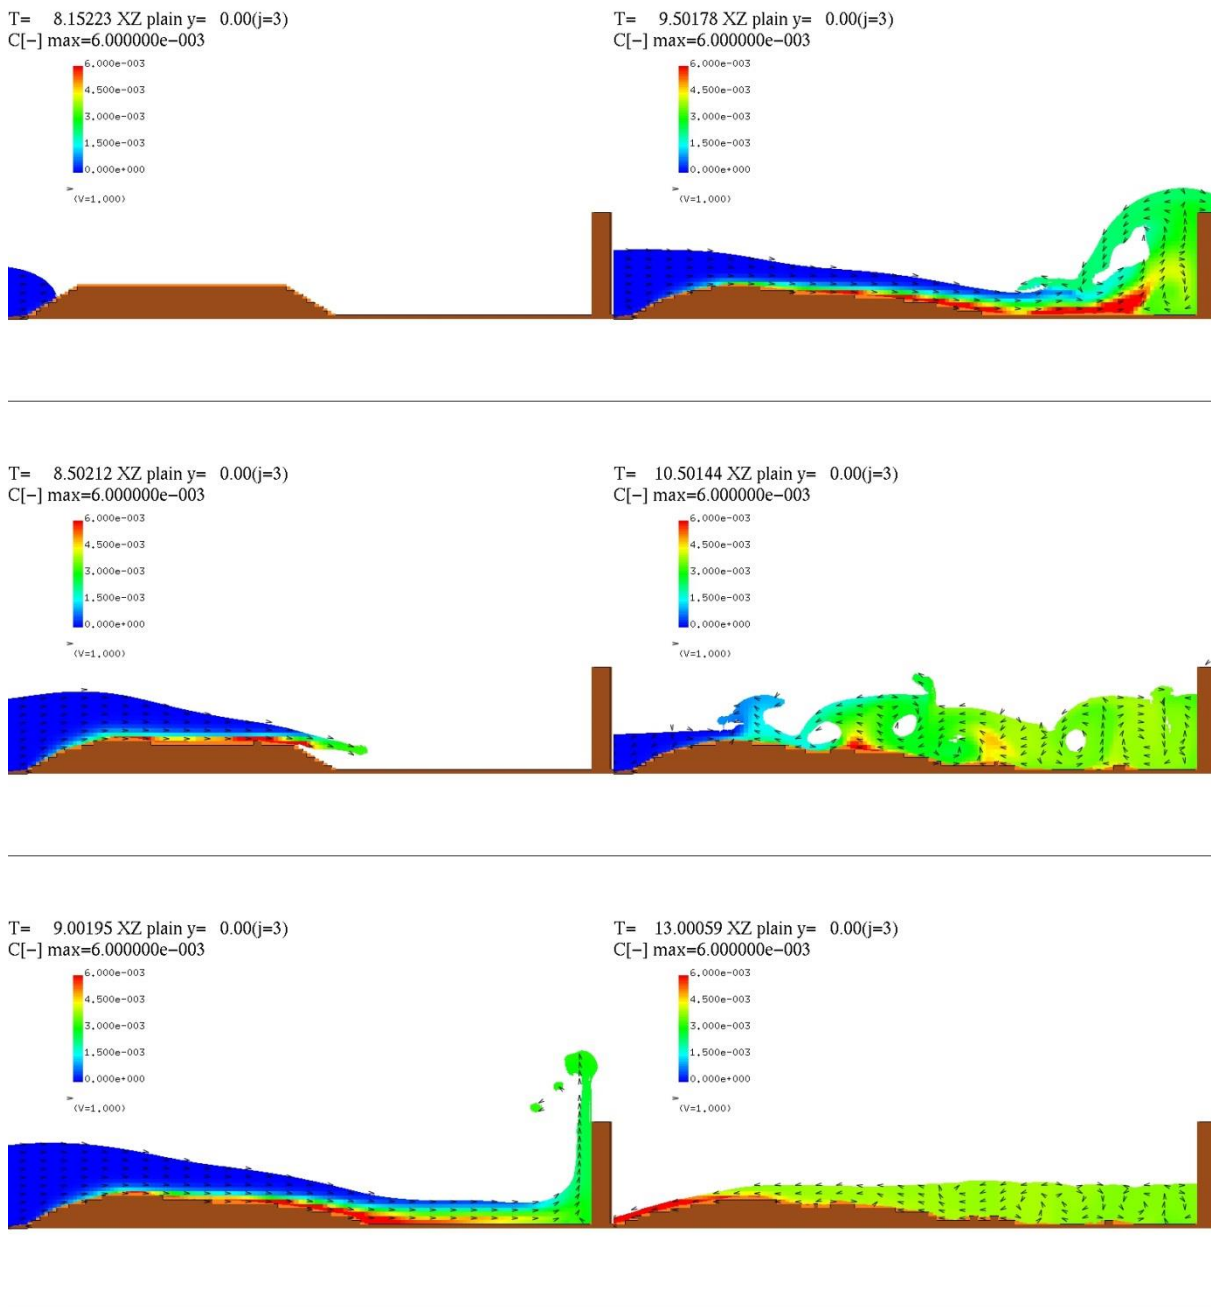 T= 8.15223 XZ plain y= 0.00(j=3)
C[−] max=6.000000e−003
6.000e-003
4.500e-003
3.000e-003
1.500e-003
0.000e+000
(V=1.000)
T= 9.50178 XZ plain y= 0.00(j=3)
C[−] max=6.000000e−003
6.000e-003
4.500e-003
3.000e-003
1.500e-003
0.000e+000
(V=1.000)
T= 8.50212 XZ plain y= 0.00(j=3)
C[−] max=6.000000e−003
6.000e-003
4.500e-003
3.000e-003
1.500e-003
0.000e+000
(V=1.000)
T= 10.50144 XZ plain y= 0.00(j=3)
C[−] max=6.000000e−003
6.000e-003
4.500e-003
3.000e-003
1.500e-003
0.000e+000
(V=1.000)
T= 9.00195 XZ plain y= 0.00(j=3)
C[−] max=6.000000e−003
6.000e-003
4.500e-003
3.000e-003
1.500e-003
0.000e+000
(V=1.000)
T= 13.00059 XZ plain y= 0.00(j=3)
C[−] max=6.000000e−003
6.000e-003
4.500e-003
3.000e-003
1.500e-003
0.000e+000
(V=1.000)